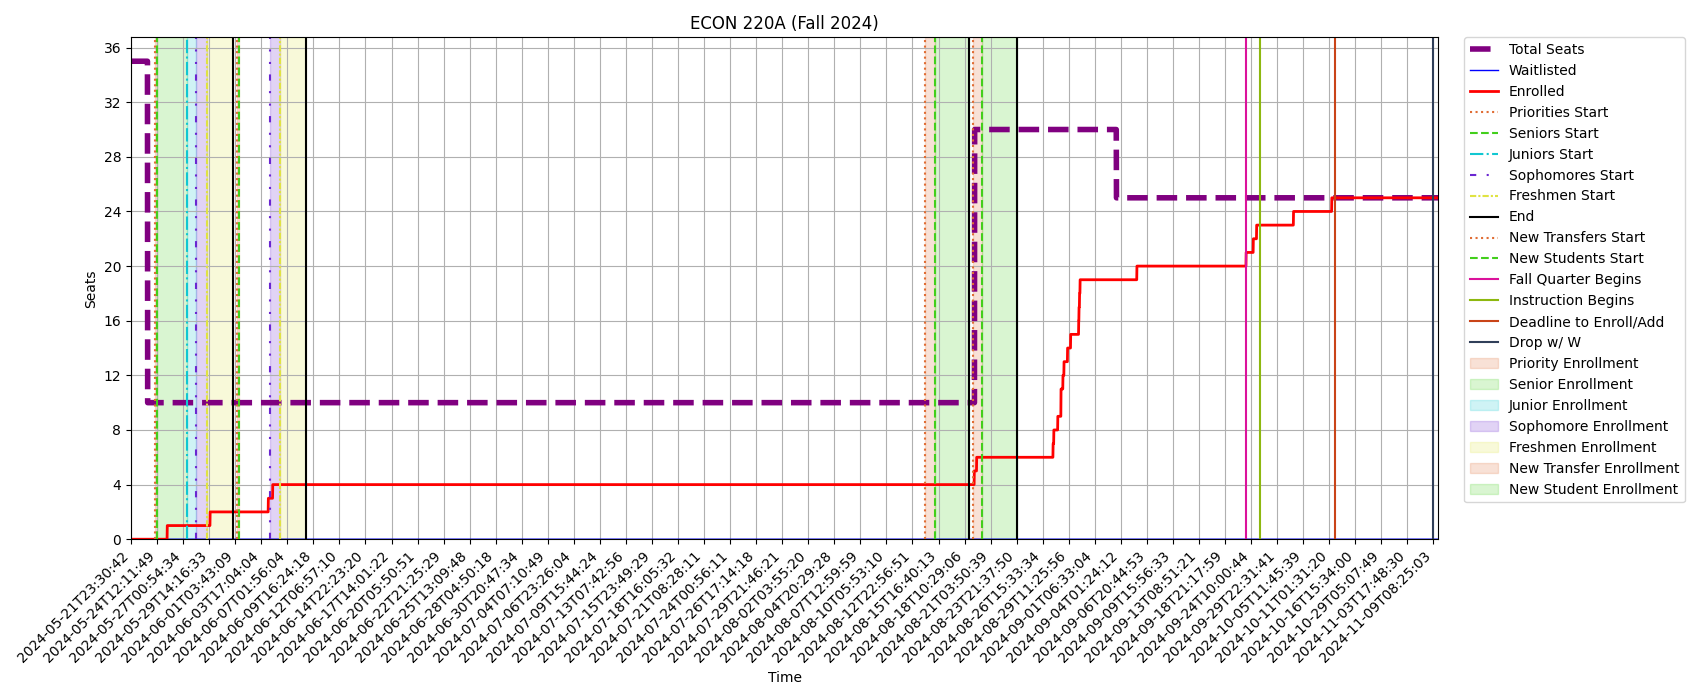 ECON 220A (Fall 2024)
36
32
28
24
20
16
12
8
4
0
Seats
2024-05-21T23:30:42
2024-05-24T12:11:49
2024-05-27T00:54:34
2024-05-29T14:16:33
2024-06-01T03:43:09
2024-06-03T17:04:04
2024-06-07T01:56:04
2024-06-09T16:24:18
2024-06-12T06:57:10
2024-06-14T22:23:20
2024-06-17T14:01:22
2024-06-20T05:50:51
2024-06-22T21:25:29
2024-06-25T13:09:48
2024-06-28T04:50:18
2024-06-30T20:47:34
2024-07-04T07:10:49
2024-07-06T23:26:04
2024-07-09T15:44:24
2024-07-13T07:42:56
2024-07-15T23:49:29
2024-07-18T16:05:32
2024-07-21T08:28:11
2024-07-24T00:56:11
2024-07-26T17:14:18
2024-07-29T21:46:21
2024-08-02T03:55:20
2024-08-04T20:29:28
2024-08-07T12:59:59
2024-08-10T05:53:10
2024-08-12T22:56:51
2024-08-15T16:40:13
2024-08-18T10:29:06
2024-08-21T03:50:39
2024-08-23T21:37:50
2024-08-26T15:33:34
2024-08-29T11:25:56
2024-09-01T06:33:04
2024-09-04T01:24:12
2024-09-06T20:44:53
2024-09-09T15:56:33
2024-09-13T08:51:21
2024-09-18T21:17:59
2024-09-24T10:00:44
2024-09-29T22:31:41
2024-10-05T11:45:39
2024-10-11T01:31:20
2024-10-16T15:34:00
2024-10-29T05:07:49
2024-11-03T17:48:30
2024-11-09T08:25:03
Time
Total Seats
Waitlisted
Enrolled
Priorities Start
Seniors Start
Juniors Start
Sophomores Start
Freshmen Start
End
New Transfers Start
New Students Start
Fall Quarter Begins
Instruction Begins
Deadline to Enroll/Add
Drop w/ W
Priority Enrollment
Senior Enrollment
Junior Enrollment
Sophomore Enrollment
Freshmen Enrollment
New Transfer Enrollment
New Student Enrollment